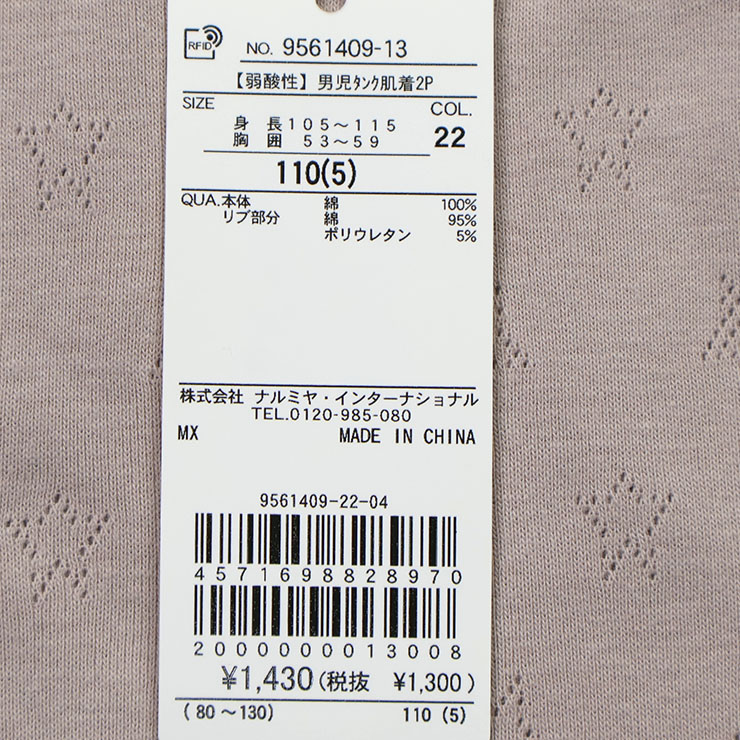 RFID
NO. 9561409-13
【弱酸性】男児ﾀﾝｸ肌着2P
SIZE
COL.
身 長 105〜115
胸 囲 53〜59
22
110(5)
QUA. 本体 綿 100%
リブ部分 綿 95%
ポリウレタン 5%
株式会社 ナルミヤ・インターナショナル
TEL.0120-985-080
MX MADE IN CHINA
9561409-22-04
4571698828970
2000000013008
¥1,430 (税抜 ¥1,300)
(80〜130) 110 (5)